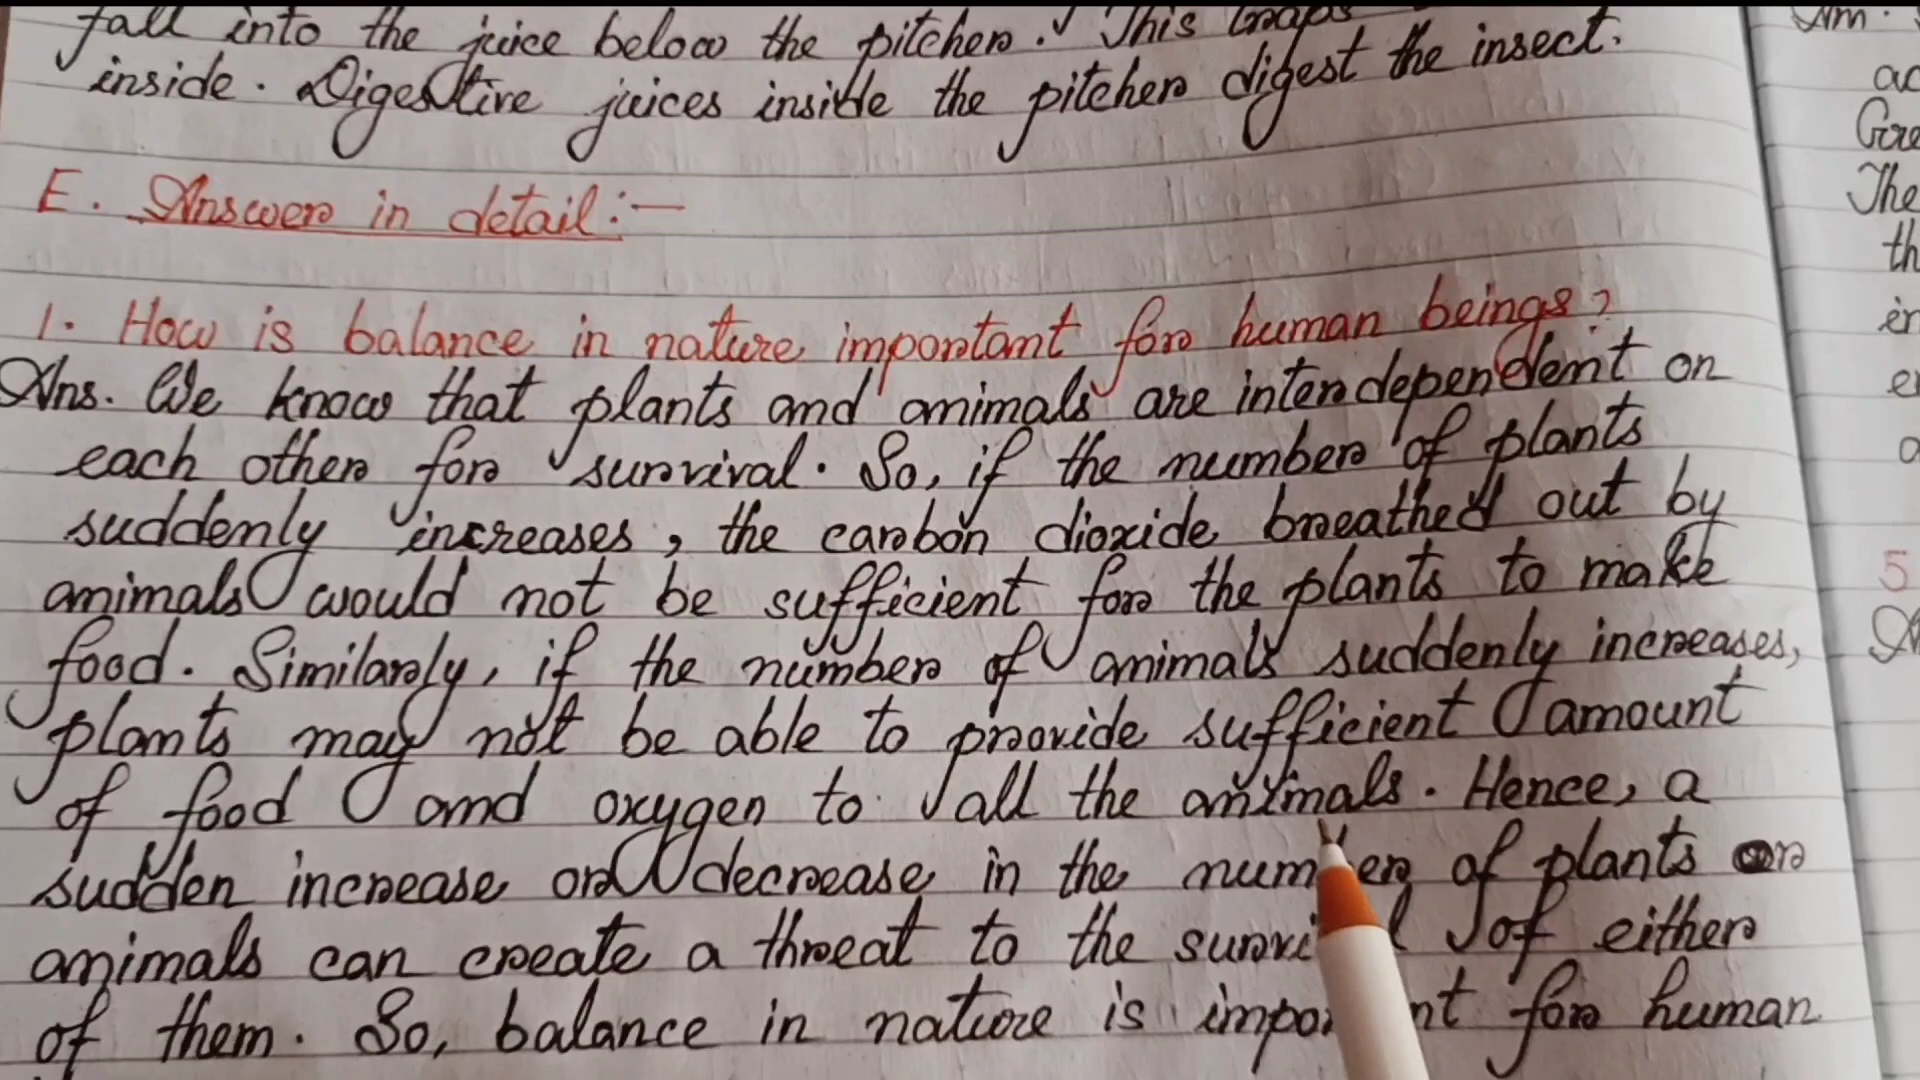 fall into the juice below the pitcher. This traps
inside. Digestive juices inside the pitcher digest the insect.
E. Answer in detail:-
1. How is balance in nature important for human beings?
Ans. We know that plants and animals are interdependent on
each other for survival. So, if the number of plants
suddenly increases, the carbon dioxide breathed out by
animals would not be sufficient for the plants to make
food. Similarly, if the number of animals suddenly increases,
plants may not be able to provide sufficient amount
of food and oxygen to all the animals. Hence, a
sudden increase or decrease in the number of plants or
animals can create a threat to the survival of either
of them. So, balance in nature is important for human
The
th
5